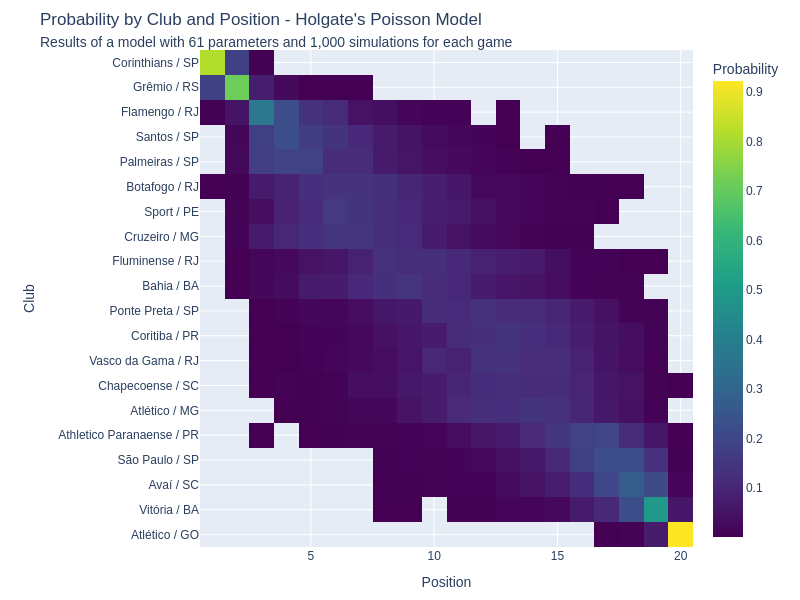 Probability by Club and Position - Holgate's Poisson Model
Results of a model with 61 parameters and 1,000 simulations for each game
Probability
Corinthians / SP
Grêmio / RS
Flamengo / RJ
Santos / SP
Palmeiras / SP
Botafogo / RJ
Sport / PE
Cruzeiro / MG
Fluminense / RJ
Bahia / BA
Ponte Preta / SP
Coritiba / PR
Vasco da Gama / RJ
Chapecoense / SC
Atlético / MG
Athletico Paranaense / PR
São Paulo / SP
Avaí / SC
Vitória / BA
Atlético / GO
Club
5
10
15
20
Position
0.9
0.8
0.7
0.6
0.5
0.4
0.3
0.2
0.1